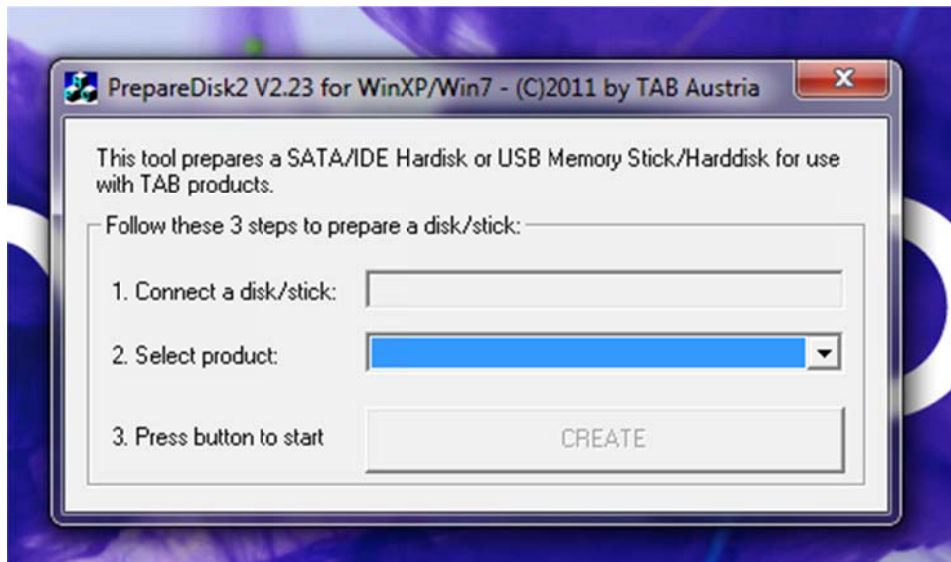 PrepareDisk2 V2.23 for WinXP/Win7 - (C)2011 by TAB Austria
This tool prepares a SATA/IDE Hardisk or USB Memory Stick/Harddisk for use
with TAB products.
Follow these 3 steps to prepare a disk/stick:
1. Connect a disk/stick:
2. Select product:
3. Press button to start
CREATE